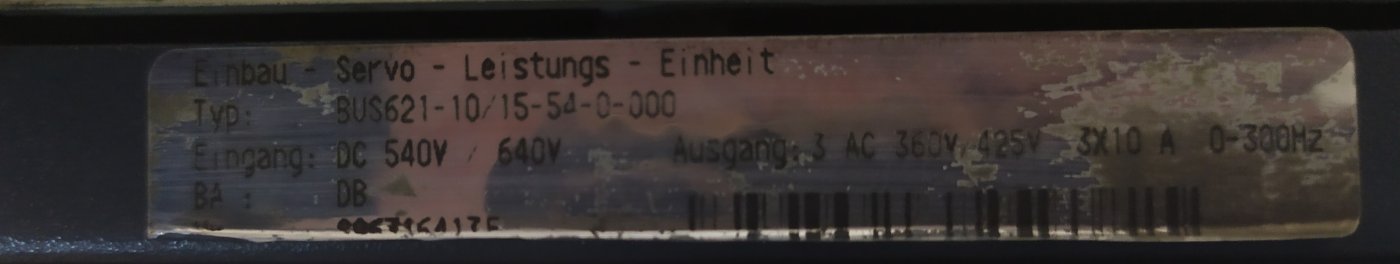 Einbau - Servo - Leistungs - Einheit
Typ: BUS621-10/15-54-0-000
Eingang: DC 540V / 640V Ausgang: 3 AC 360V/425V 3X10 A 0-300Hz
BA : DB